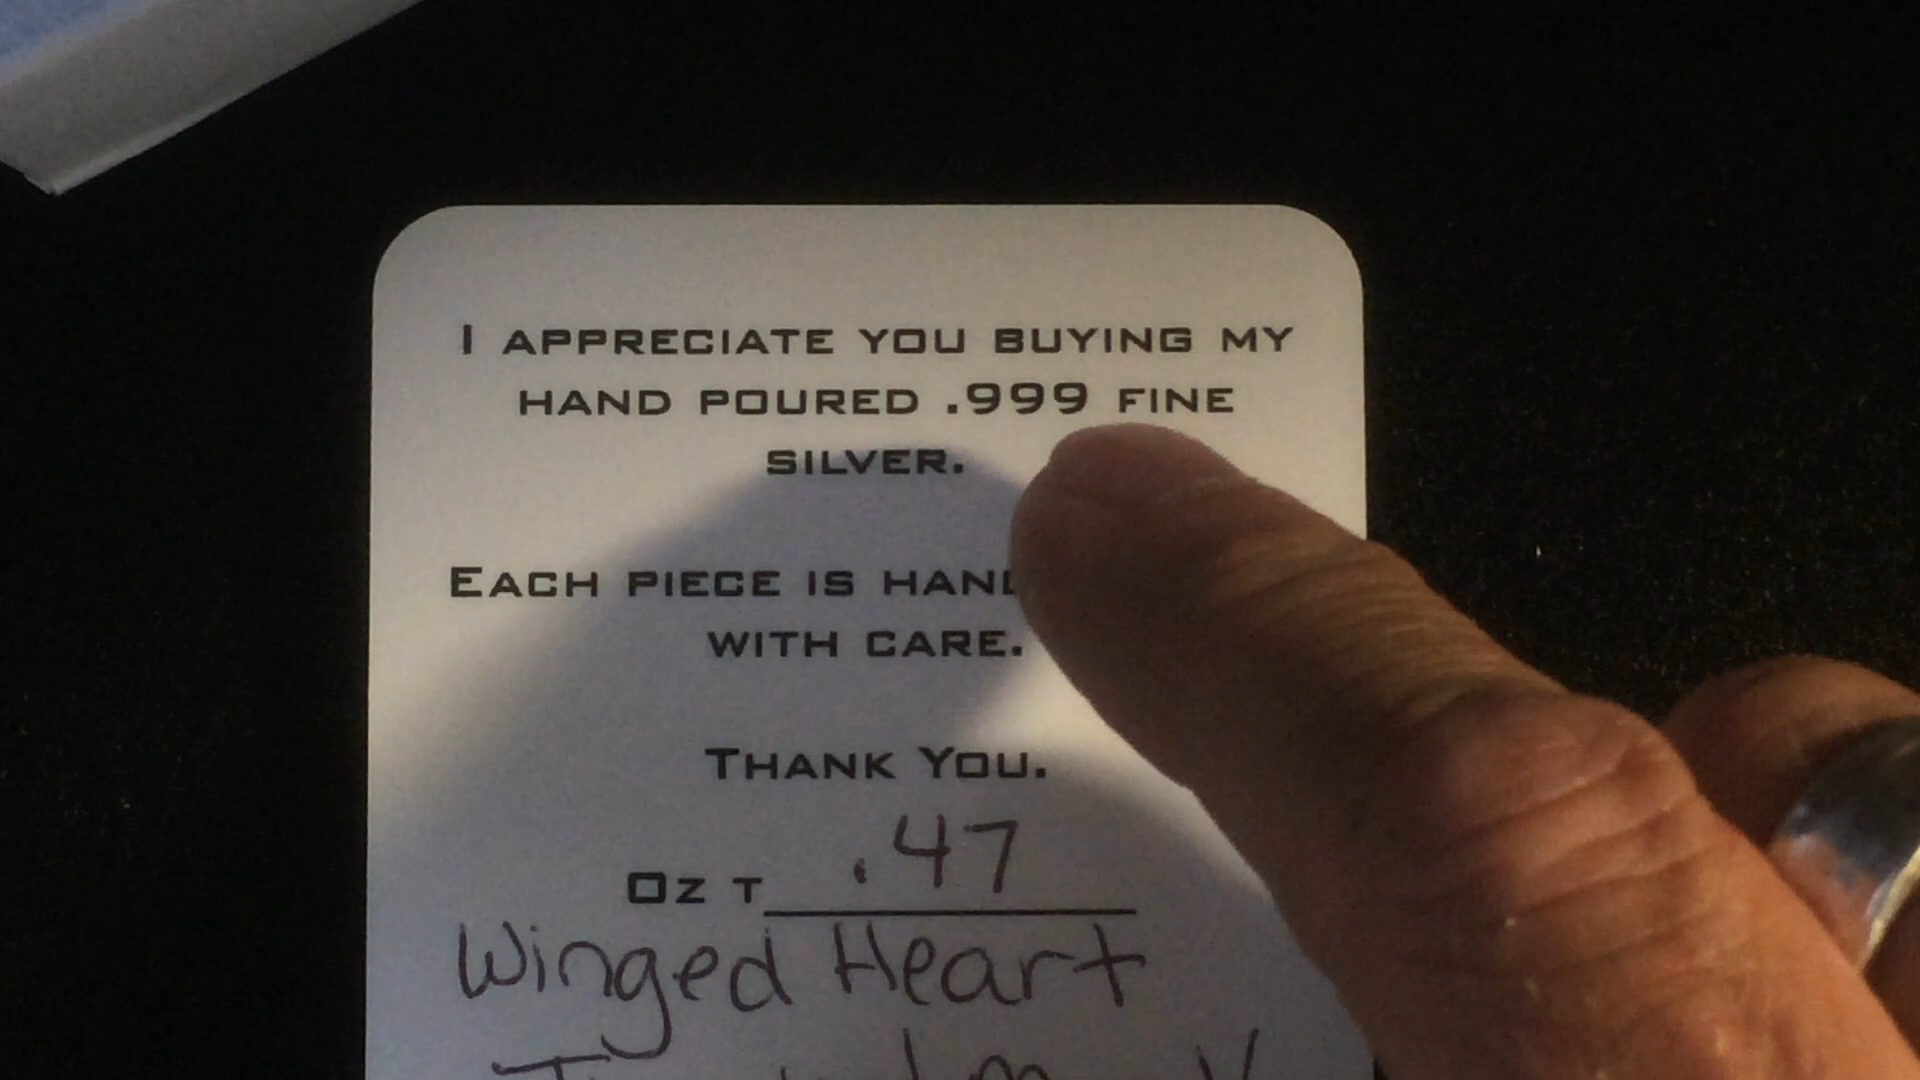 I APPRECIATE YOU BUYING MY
HAND POURED .999 FINE
SILVER.
EACH PIECE IS
WITH CARE.
THANK YOU.
OZ T .47
Winged Heart